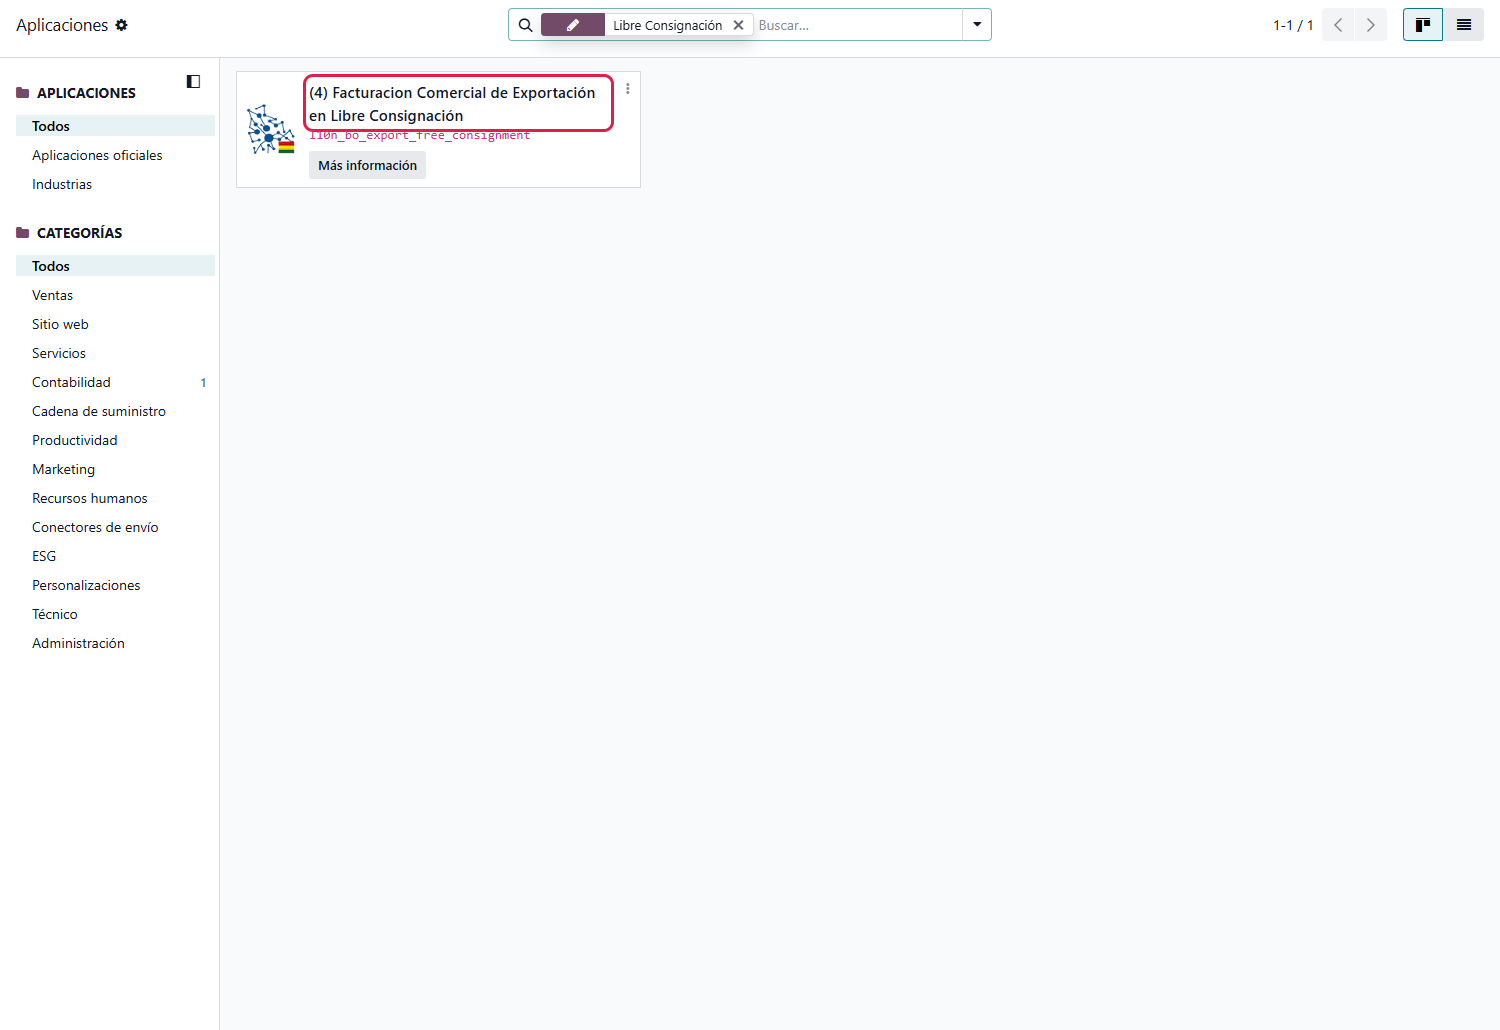 Aplicaciones
Libre Consignación
Buscar...
1-1 / 1
APLICACIONES
Todos
Aplicaciones oficiales
Industrias
CATEGORÍAS
Todos
Ventas
Sitio web
Servicios
Contabilidad 1
Cadena de suministro
Productividad
Marketing
Recursos humanos
Conectores de envío
ESG
Personalizaciones
Técnico
Administración
(4) Facturacion Comercial de Exportación
en Libre Consignación
l10n_bo_export_free_consignment
Más información